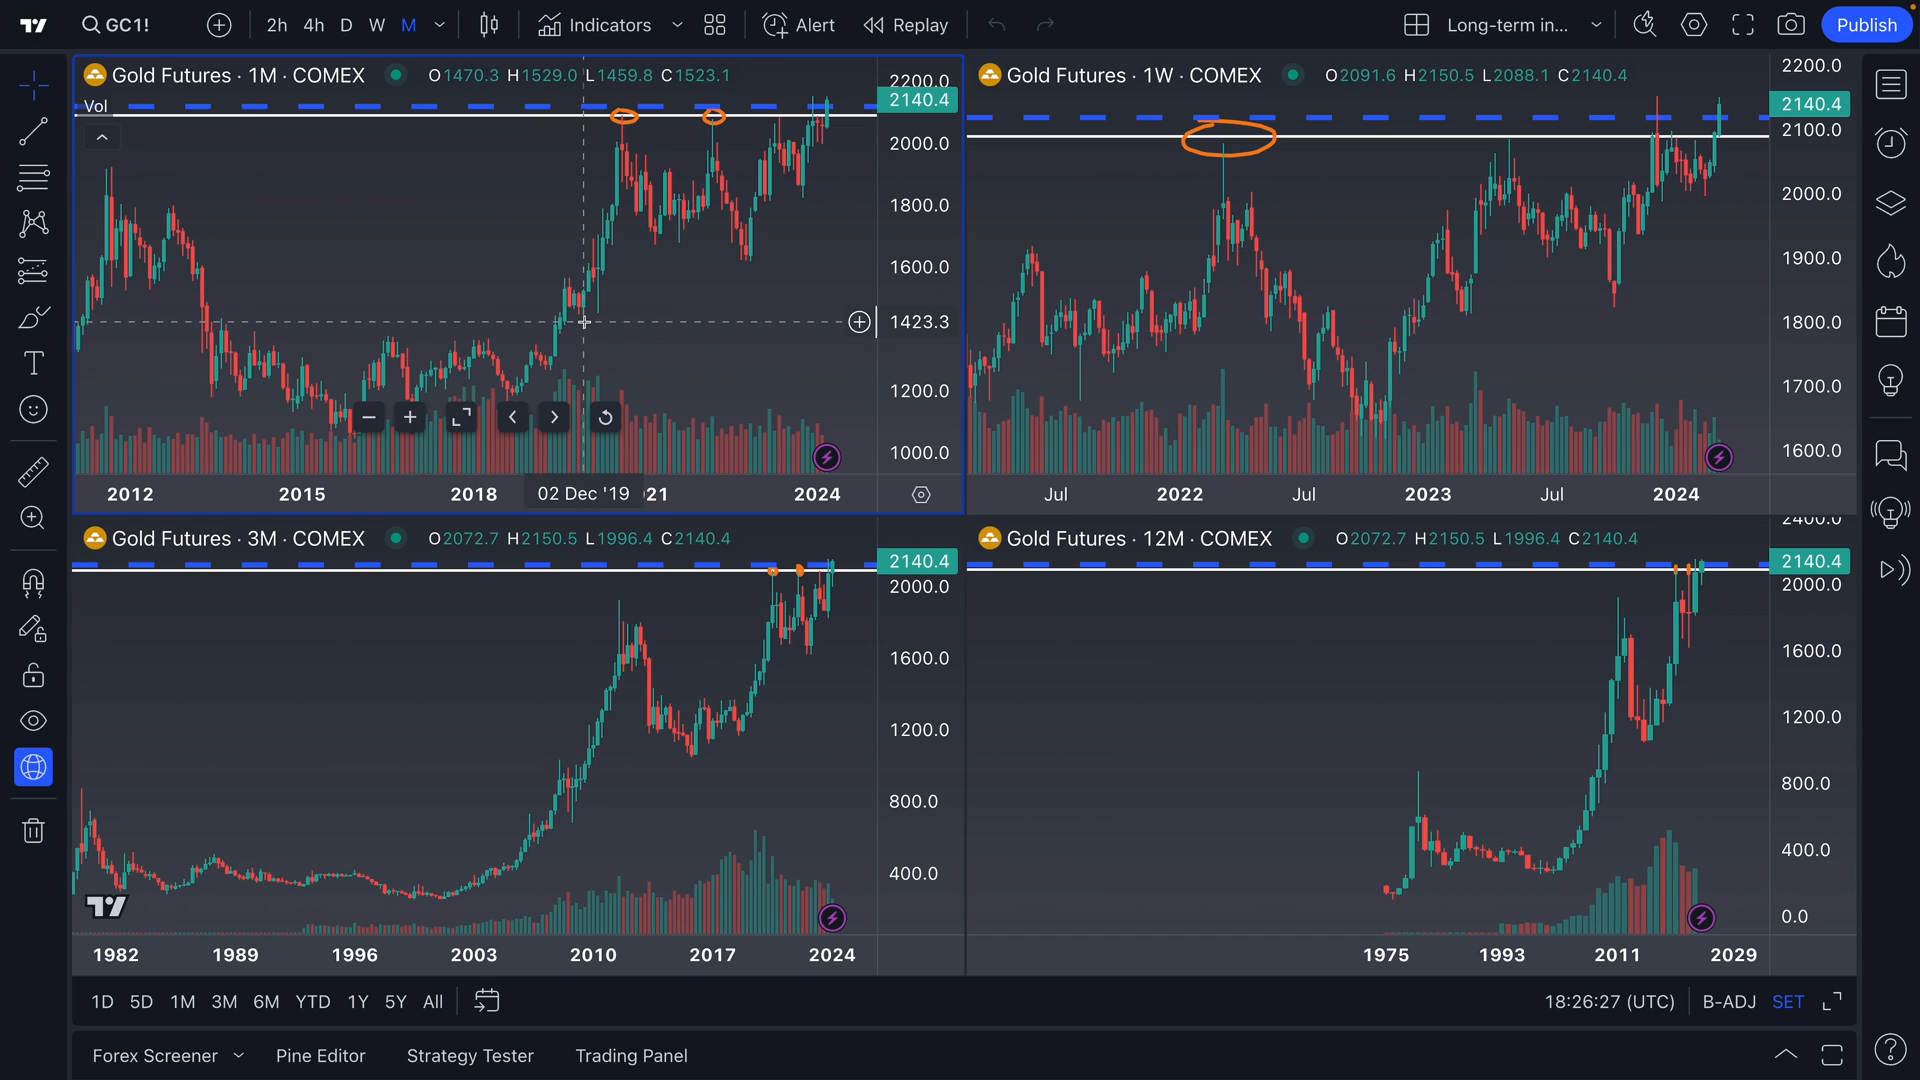 GC1! 2h 4h D W M Indicators Alert Replay Long-term in... Publish
Gold Futures · 1M · COMEX O1470.3 H1529.0 L1459.8 C1523.1
Vol
2200.0
2140.4
2000.0
1800.0
1600.0
1423.3
1200.0
1000.0
2012 2015 2018 02 Dec '19 21 2024
Gold Futures · 1W · COMEX O2091.6 H2150.5 L2088.1 C2140.4
2200.0
2140.4
2100.0
2000.0
1900.0
1800.0
1700.0
1600.0
Jul 2022 Jul 2023 Jul 2024
Gold Futures · 3M · COMEX O2072.7 H2150.5 L1996.4 C2140.4
2140.4
2000.0
1600.0
1200.0
800.0
400.0
1982 1989 1996 2003 2010 2017 2024
Gold Futures · 12M · COMEX O2072.7 H2150.5 L1996.4 C2140.4
2400.0
2140.4
2000.0
1600.0
1200.0
800.0
400.0
0.0
1975 1993 2011 2029
1D 5D 1M 3M 6M YTD 1Y 5Y All 18:26:27 (UTC) B-ADJ SET
Forex Screener Pine Editor Strategy Tester Trading Panel